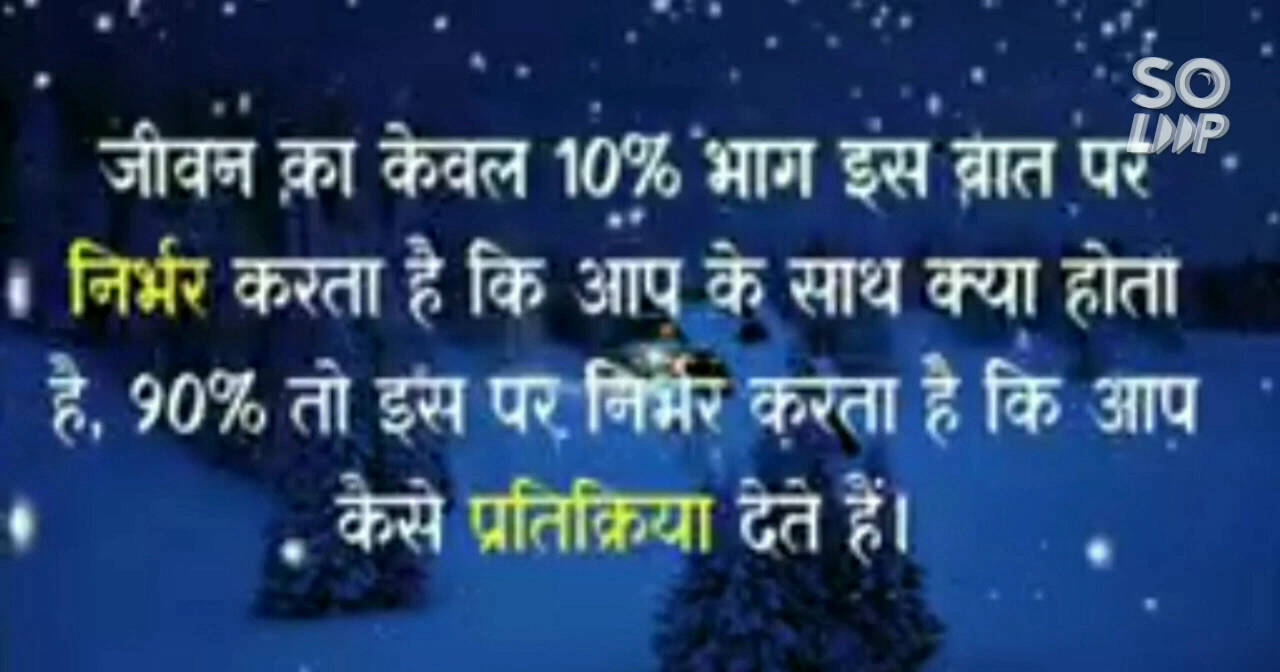 SO
LOOP
जीवन का केवल 10% भाग इस बात पर
निर्भर करता है कि आप के साथ क्या होता
है, 90% तो इस पर निर्भर करता है कि आप
कैसे प्रतिक्रिया देते हैं।